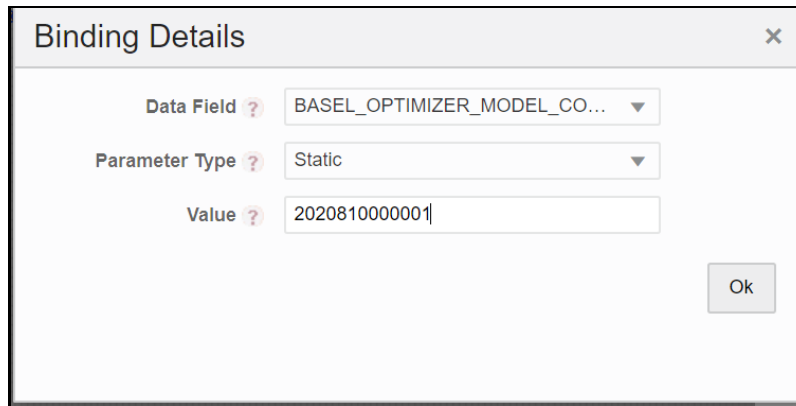 Binding Details ×
Data Field ? BASEL_OPTIMIZER_MODEL_CO...
Parameter Type ? Static
Value ? 2020810000001
Ok